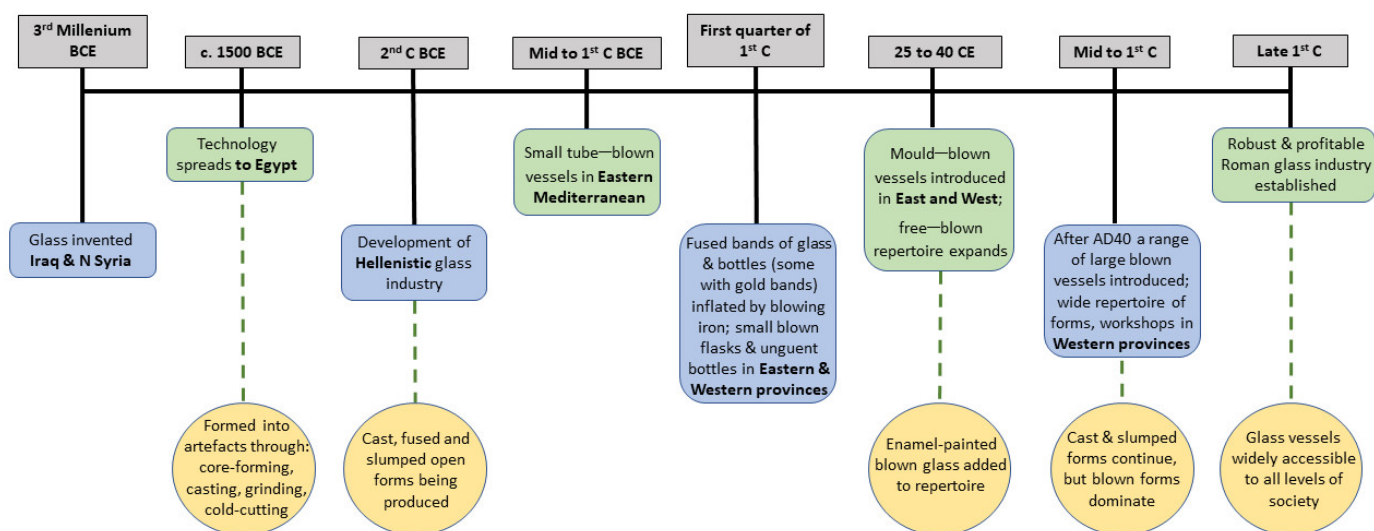 3rd Millenium
BCE
c. 1500 BCE
2nd C BCE
Mid to 1st C BCE
First quarter of
1st C
25 to 40 CE
Mid to 1st C
Late 1st C
Glass invented
Iraq & N Syria
Technology
spreads to Egypt
Formed into
artefacts through:
core-forming,
casting, grinding,
cold-cutting
Development of
Hellenistic glass
industry
Cast, fused and
slumped open
forms being
produced
Small tube—blown
vessels in Eastern
Mediterranean
Fused bands of glass
& bottles (some
with gold bands)
inflated by blowing
iron; small blown
flasks & unguent
bottles in Eastern &
Western provinces
Mould—blown
vessels introduced
in East and West;
free—blown
repertoire expands
Enamel-painted
blown glass added
to repertoire
After AD40 a range
of large blown
vessels introduced;
wide repertoire of
forms, workshops in
Western provinces
Cast & slumped
forms continue,
but blown forms
dominate
Robust & profitable
Roman glass industry
established
Glass vessels
widely accessible
to all levels of
society